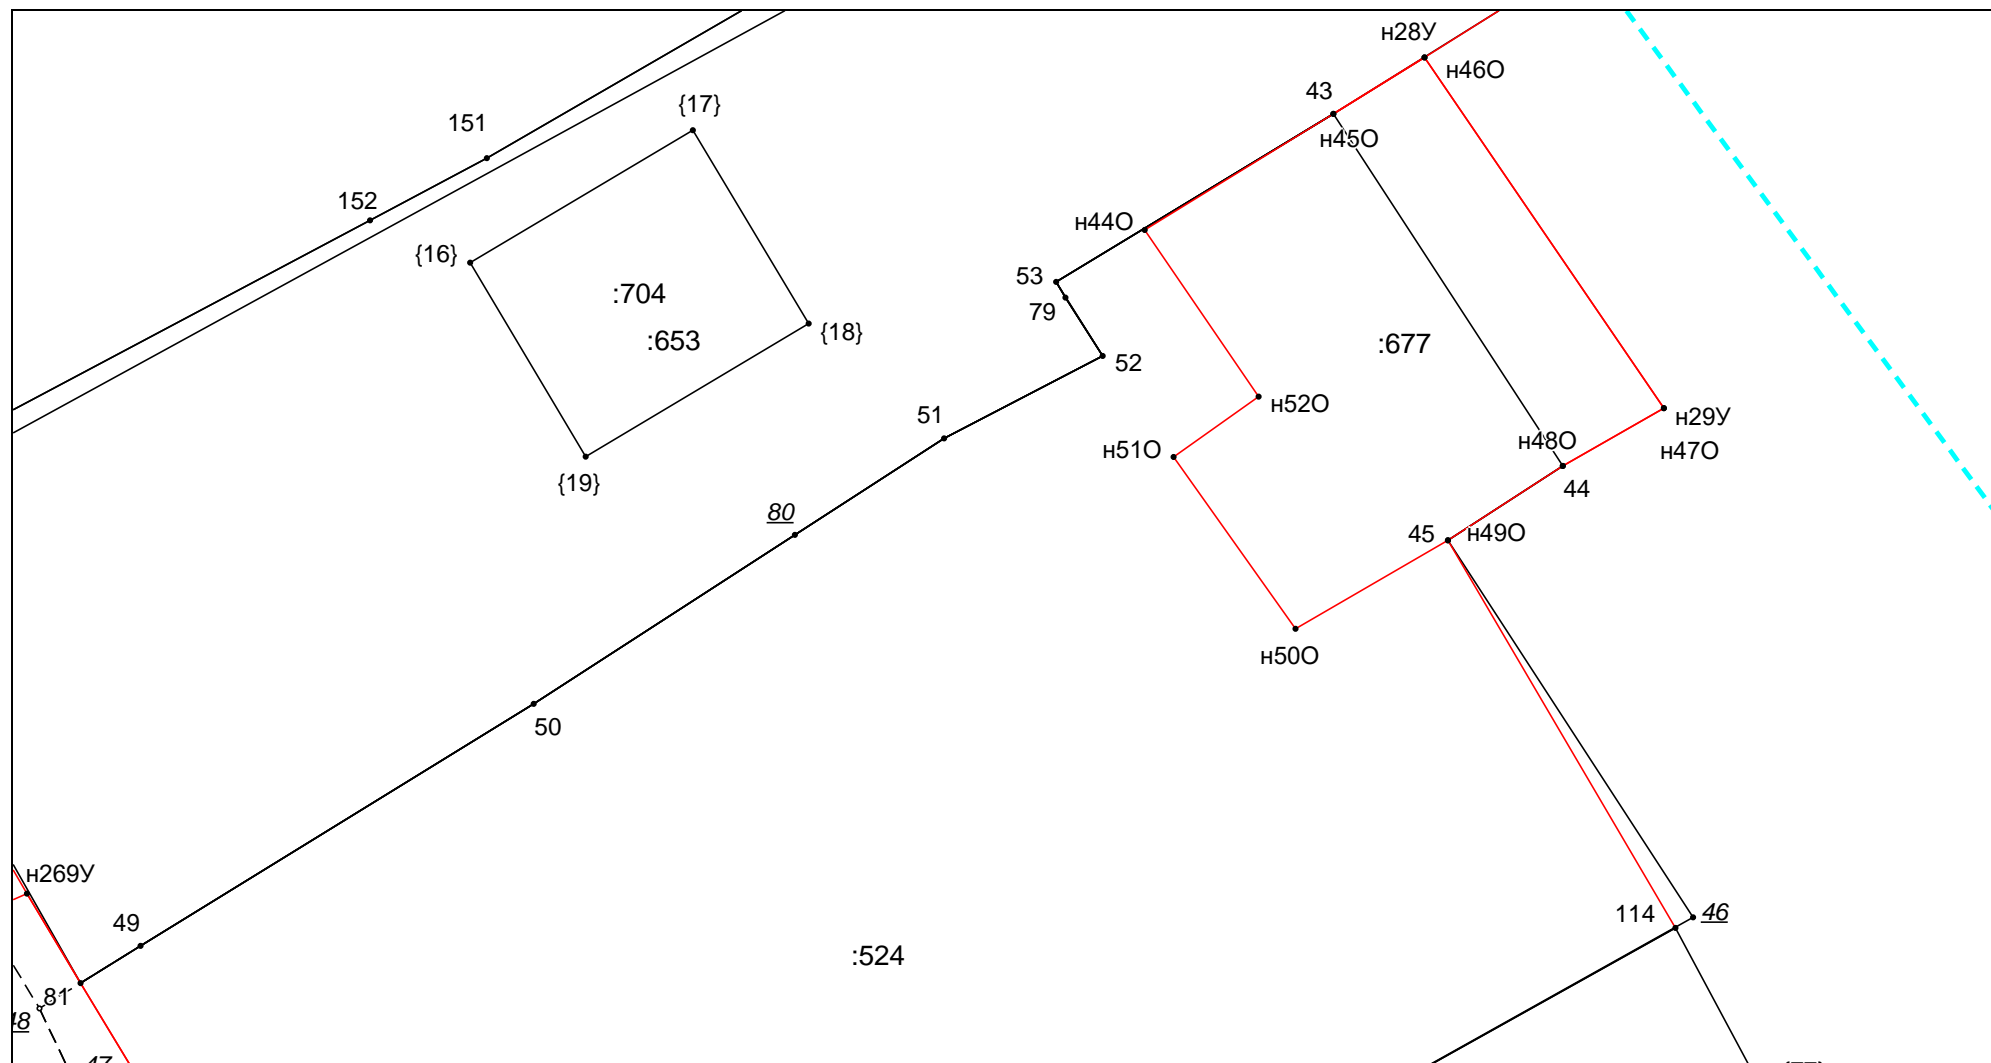 н28У
н46О
43
{17}
151
н45О
152
н44О
{16}
53
:704
79
{18}
:653
:677
52
н52О
51
н29У
н48О
н51О
н47О
{19}
44
80
н49О
45
н50О
50
н269У
46
114
49
:524
81